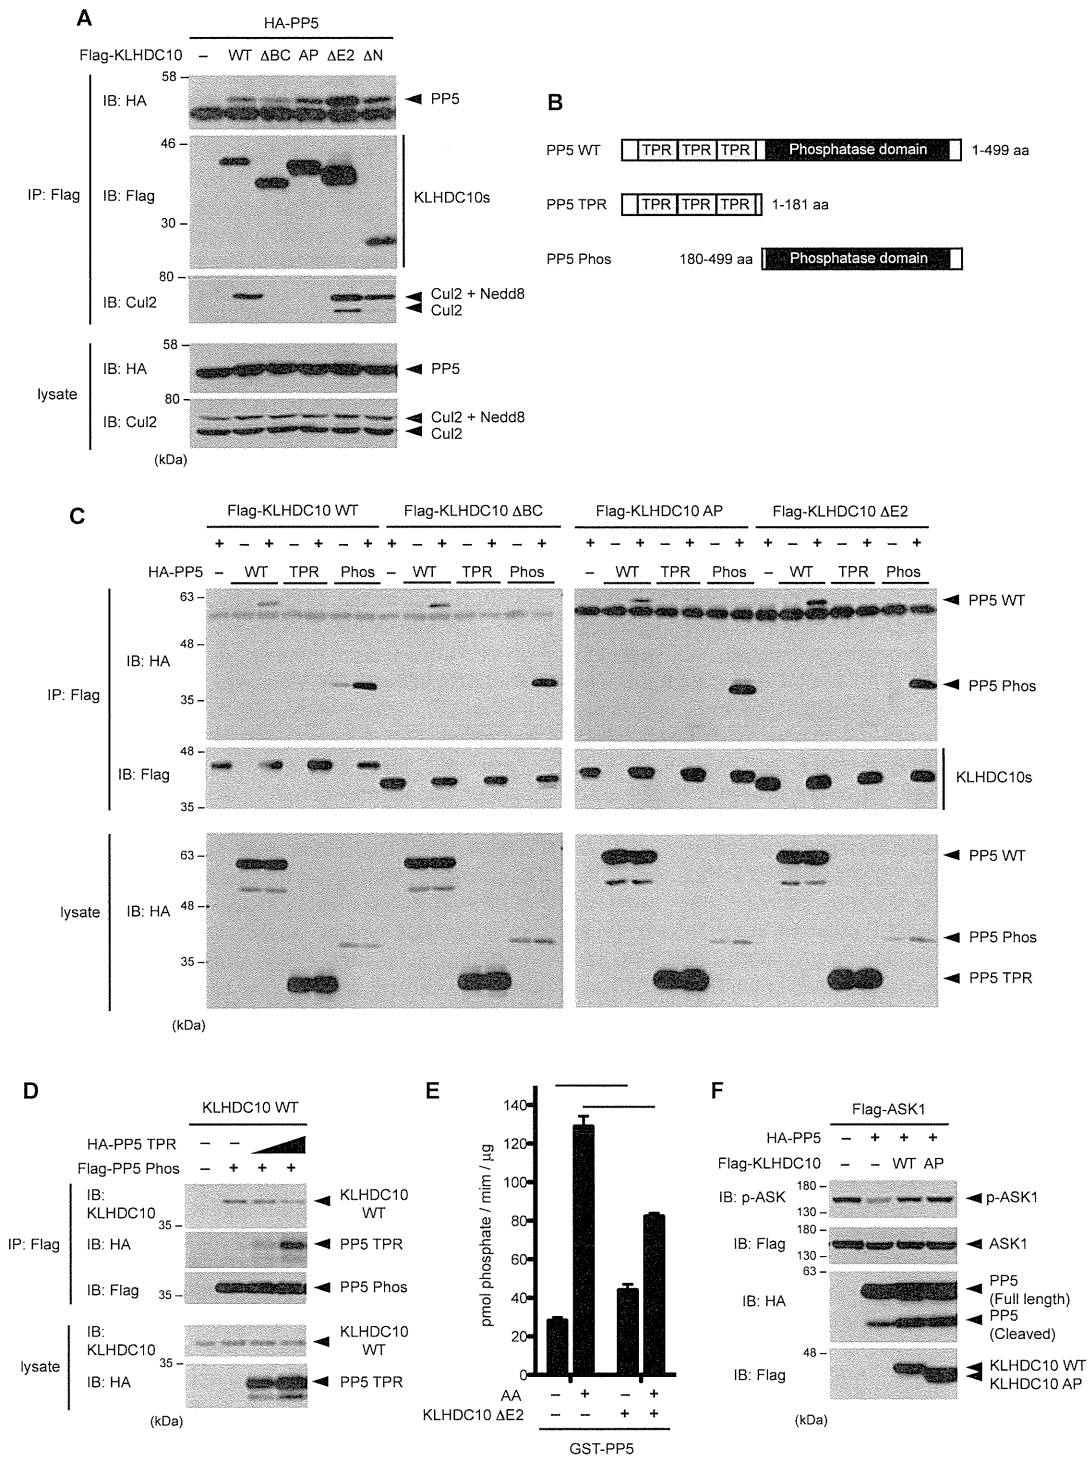 A
HA-PP5
Flag-KLHDC10 – WT ΔBC AP ΔE2 ΔN
58
IB: HA
PP5
46
IP: Flag
IB: Flag
KLHDC10s
30
80
IB: Cul2
Cul2 + Nedd8
Cul2
58
IB: HA
PP5
lysate
80
IB: Cul2
Cul2 + Nedd8
Cul2
(kDa)
B
PP5 WT TPR TPR TPR Phosphatase domain 1-499 aa
PP5 TPR TPR TPR TPR 1-181 aa
PP5 Phos 180-499 aa Phosphatase domain
C
Flag-KLHDC10 WT Flag-KLHDC10 ΔBC Flag-KLHDC10 AP Flag-KLHDC10 ΔE2
+ – + – + – + + – + – + – + + – + – + – + + – + – + – +
HA-PP5 – WT TPR Phos – WT TPR Phos – WT TPR Phos – WT TPR Phos
63
PP5 WT
48
IB: HA
IP: Flag
PP5 Phos
35
48
IB: Flag
KLHDC10s
35
63
PP5 WT
48
lysate
IB: HA
PP5 Phos
35
PP5 TPR
(kDa)
D
KLHDC10 WT
HA-PP5 TPR – –
Flag-PP5 Phos – + + +
IB:
KLHDC10
KLHDC10
WT
35
IP: Flag
IB: HA
PP5 TPR
IB: Flag
PP5 Phos
35
IB:
KLHDC10
KLHDC10
WT
lysate
35
IB: HA
PP5 TPR
(kDa)
E
pmol phosphate / mim / μg
140
120
100
80
60
40
20
0
AA – + – +
KLHDC10 ΔE2 – – + +
GST-PP5
F
Flag-ASK1
HA-PP5 – + + +
Flag-KLHDC10 – – WT AP
180
IB: p-ASK
p-ASK1
130
180
IB: Flag
ASK1
130
63
IB: HA
PP5
(Full length)
PP5
(Cleaved)
48
IB: Flag
KLHDC10 WT
KLHDC10 AP
(kDa)